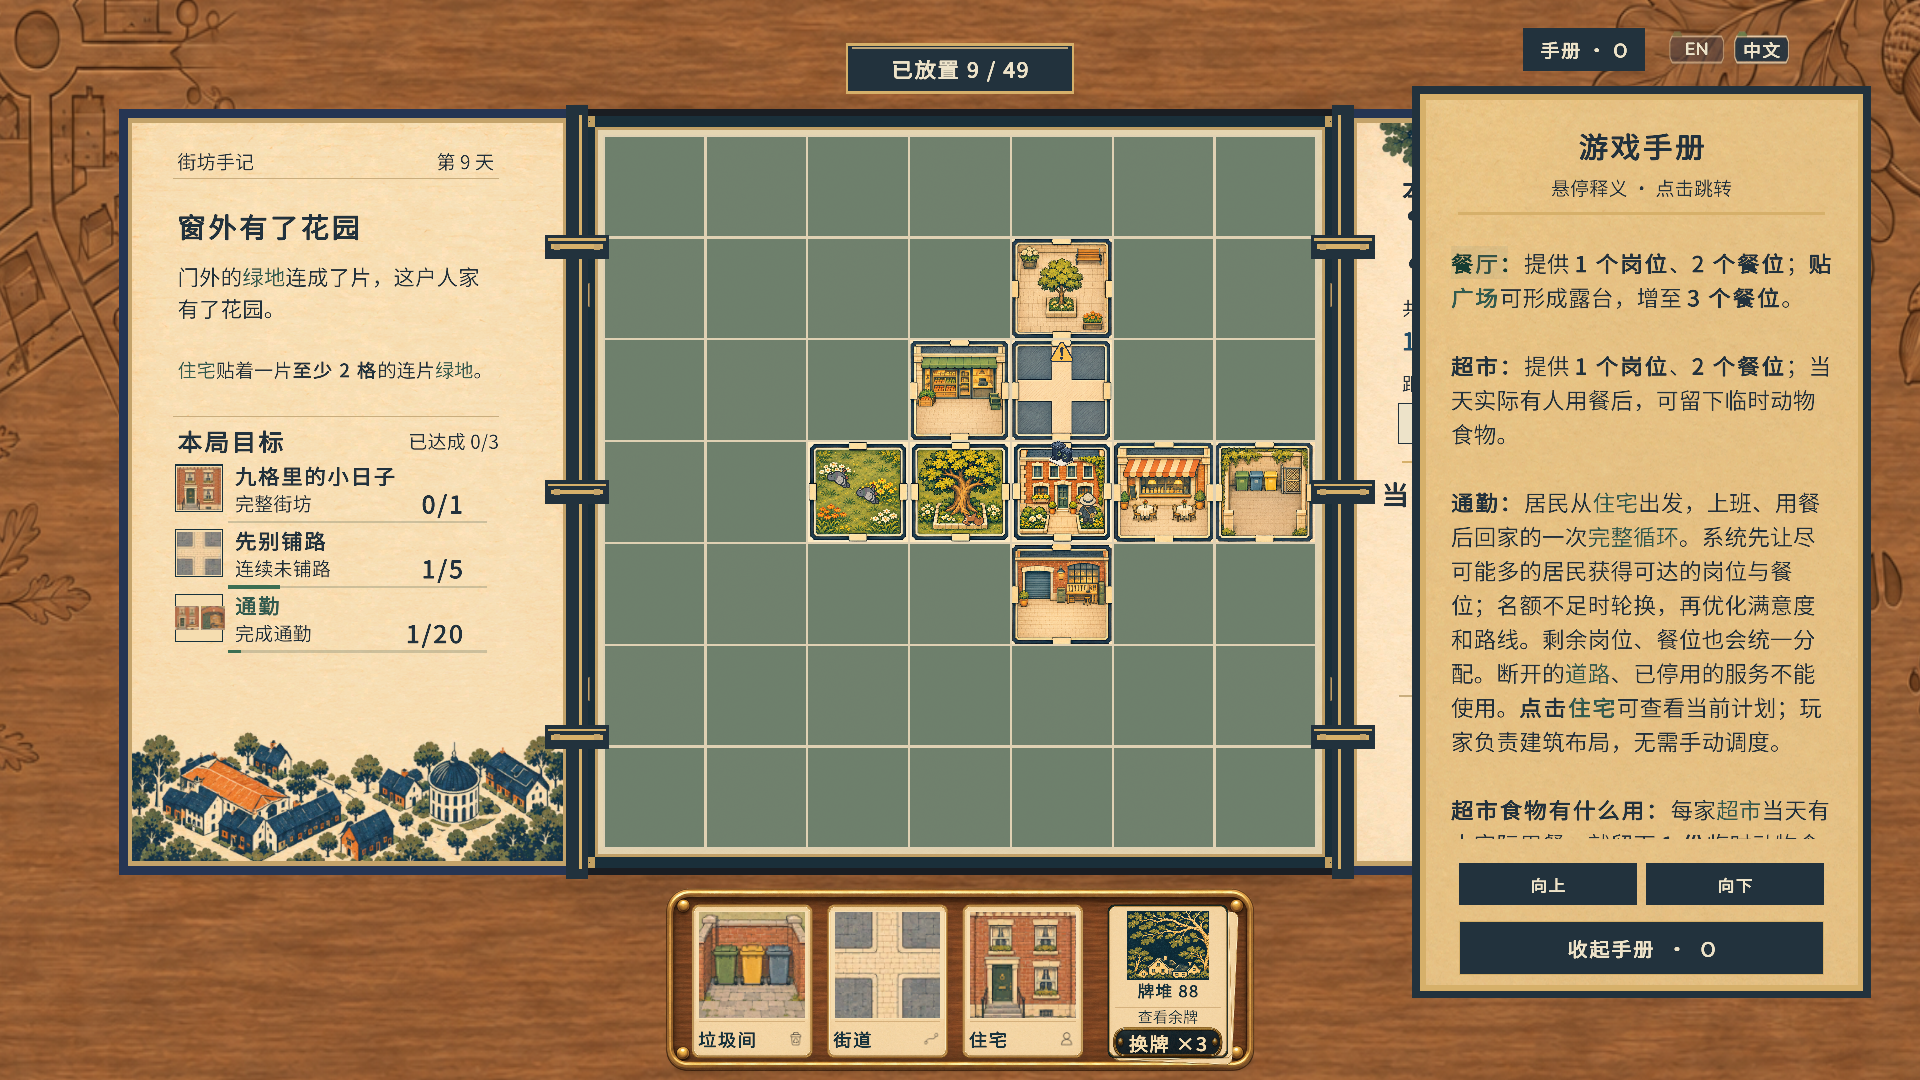 已放置 9 / 49
手册 · O
EN
中文
街坊手记
第 9 天
窗外有了花园
门外的绿地连成了片，这户人家
有了花园。
住宅贴着一片至少 2 格的连片绿地。
本局目标
已达成 0/3
九格里的小日子
完整街坊
0/1
先别铺路
连续未铺路
1/5
通勤
完成通勤
1/20
当
游戏手册
悬停释义 · 点击跳转
餐厅：提供 1 个岗位、2 个餐位；贴
广场可形成露台，增至 3 个餐位。
超市：提供 1 个岗位、2 个餐位；当
天实际有人用餐后，可留下临时动物
食物。
通勤：居民从住宅出发，上班、用餐
后回家的一次完整循环。系统先让尽
可能多的居民获得可达的岗位与餐
位；名额不足时轮换，再优化满意度
和路线。剩余岗位、餐位也会统一分
配。断开的道路、已停用的服务不能
使用。点击住宅可查看当前计划；玩
家负责建筑布局，无需手动调度。
超市食物有什么用：每家超市当天有
向上
向下
收起手册 · O
垃圾间
街道
住宅
牌堆 88
查看余牌
换牌 ×3